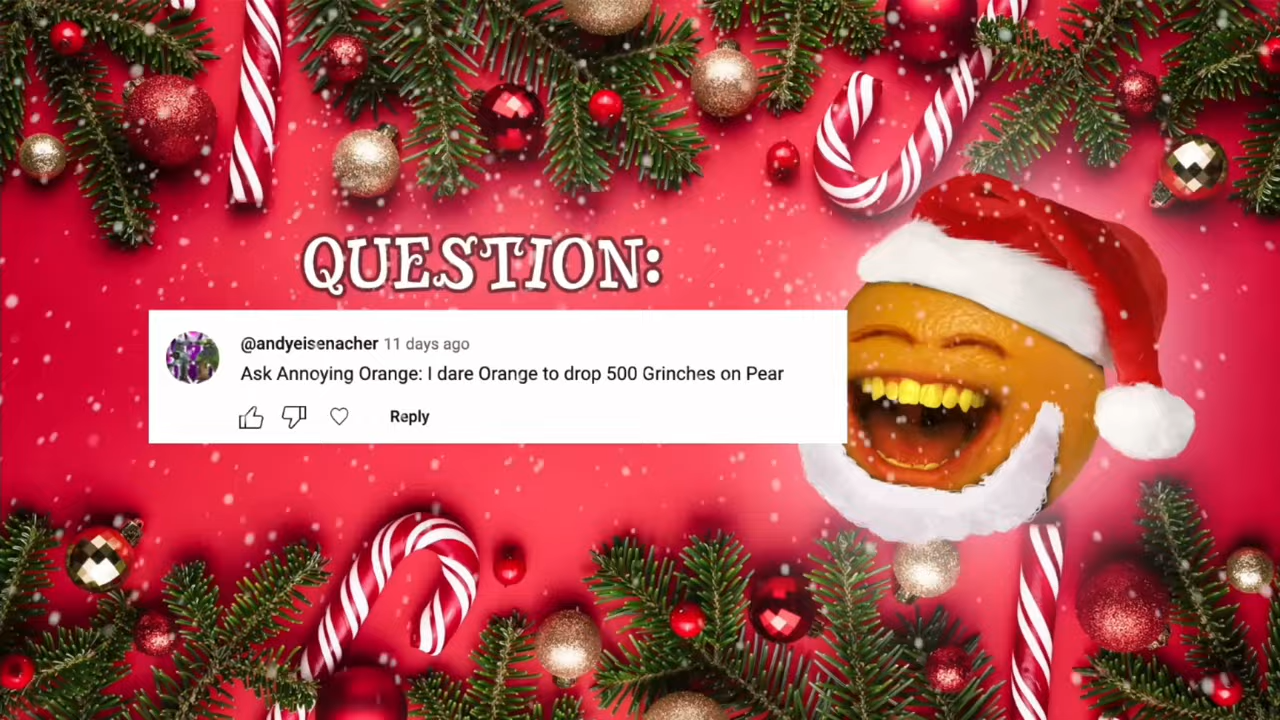 QUESTION:
@andyeisenacher 11 days ago
Ask Annoying Orange: I dare Orange to drop 500 Grinches on Pear
Reply